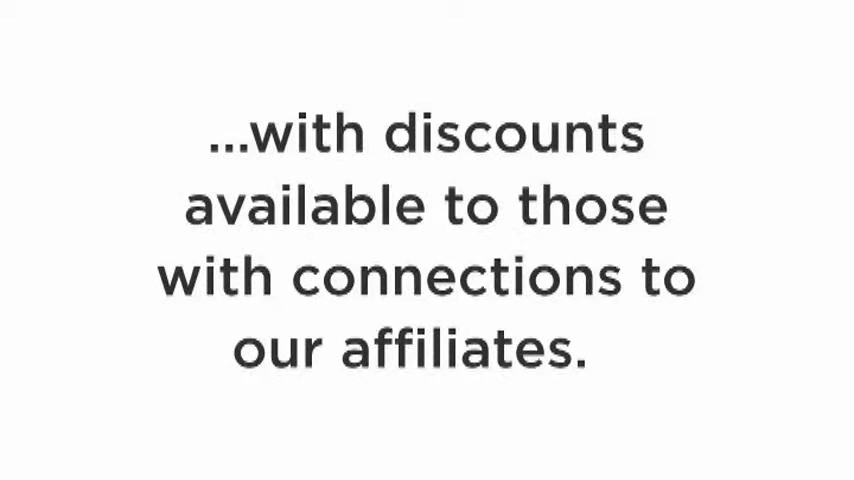 ...with discounts
available to those
with connections to
our affiliates.